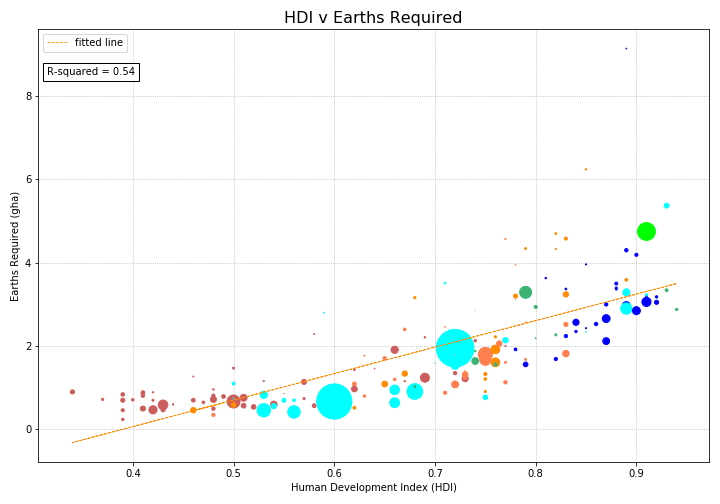 HDI v Earths Required
fitted line
R-squared = 0.54
Earths Required (gha)
8
6
4
2
0
0.4 0.5 0.6 0.7 0.8 0.9
Human Development Index (HDI)